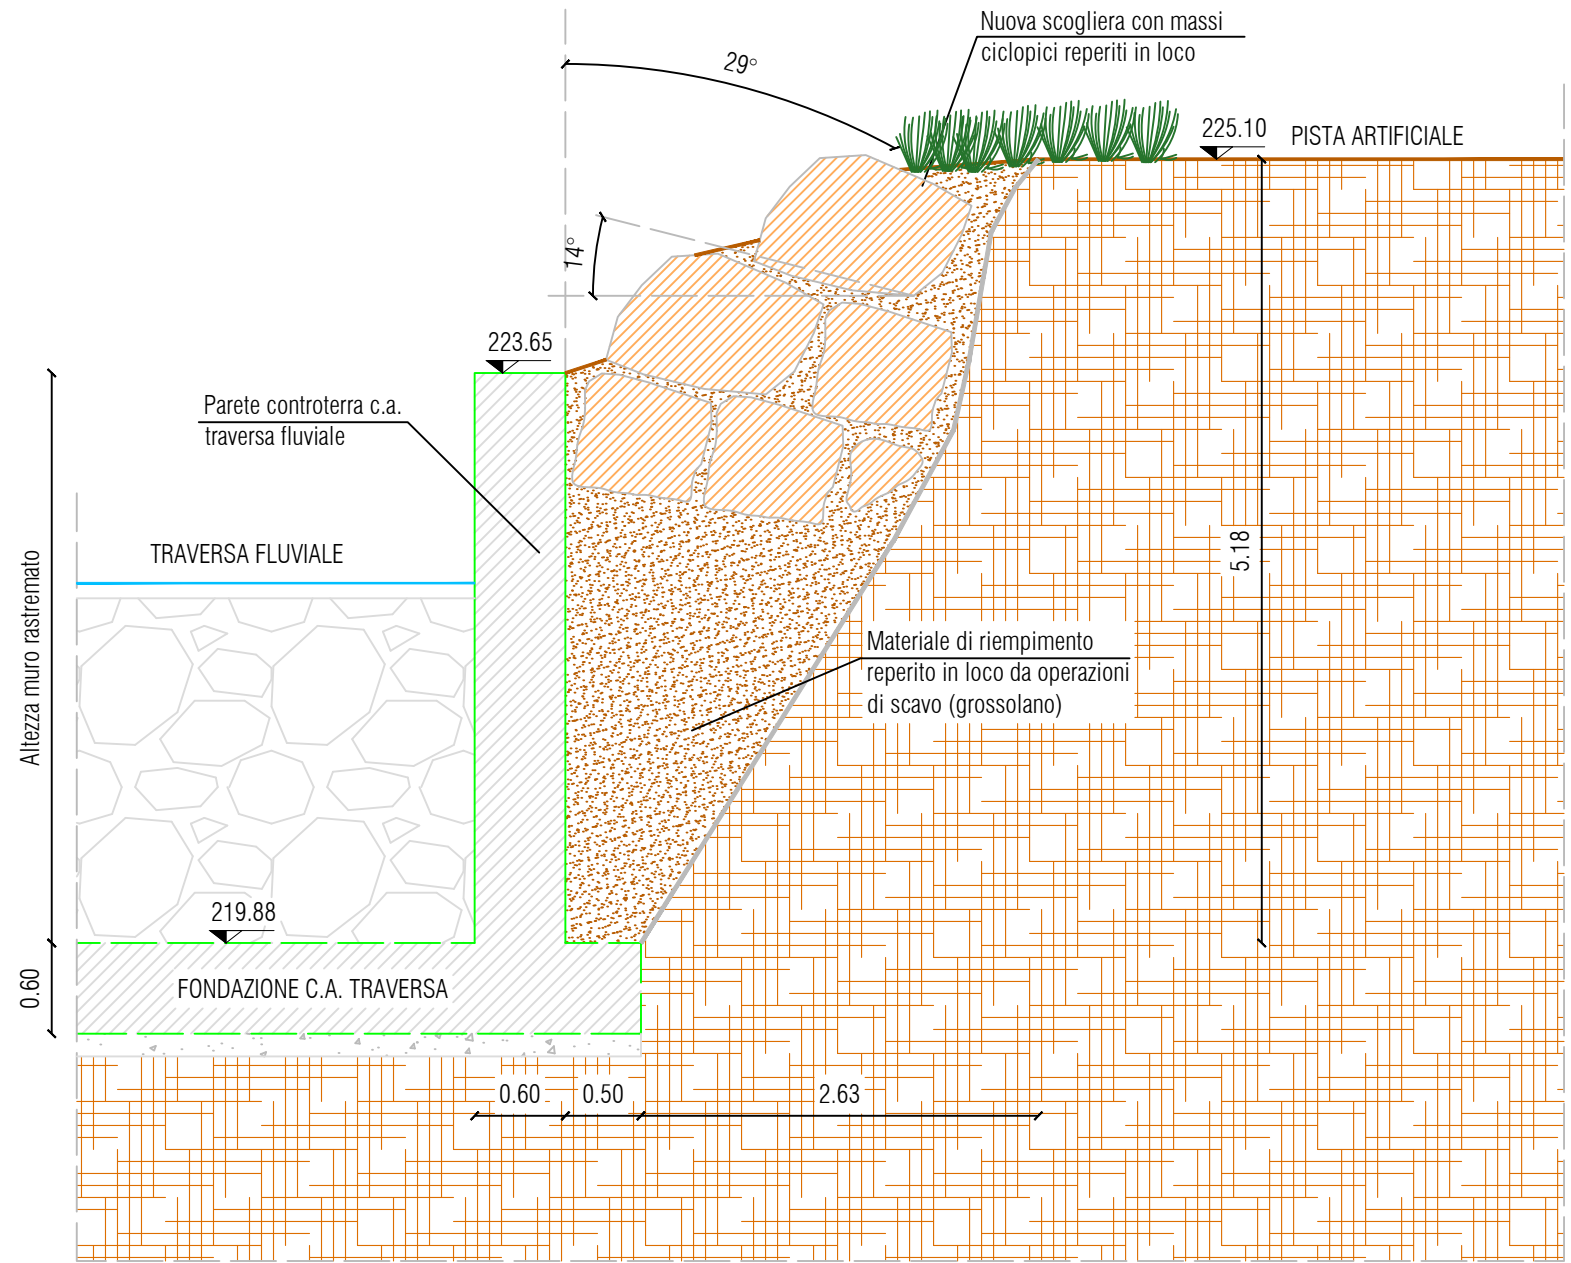 Nuova scogliera con massi
ciclopici reperiti in loco
29°
225.10
PISTA ARTIFICIALE
14°
223.65
Parete controterra c.a.
traversa fluviale
TRAVERSA FLUVIALE
Altezza muro rastremato
5.18
Materiale di riempimento
reperito in loco da operazioni
di scavo (grossolano)
219.88
FONDAZIONE C.A. TRAVERSA
0.60
0.60
0.50
2.63